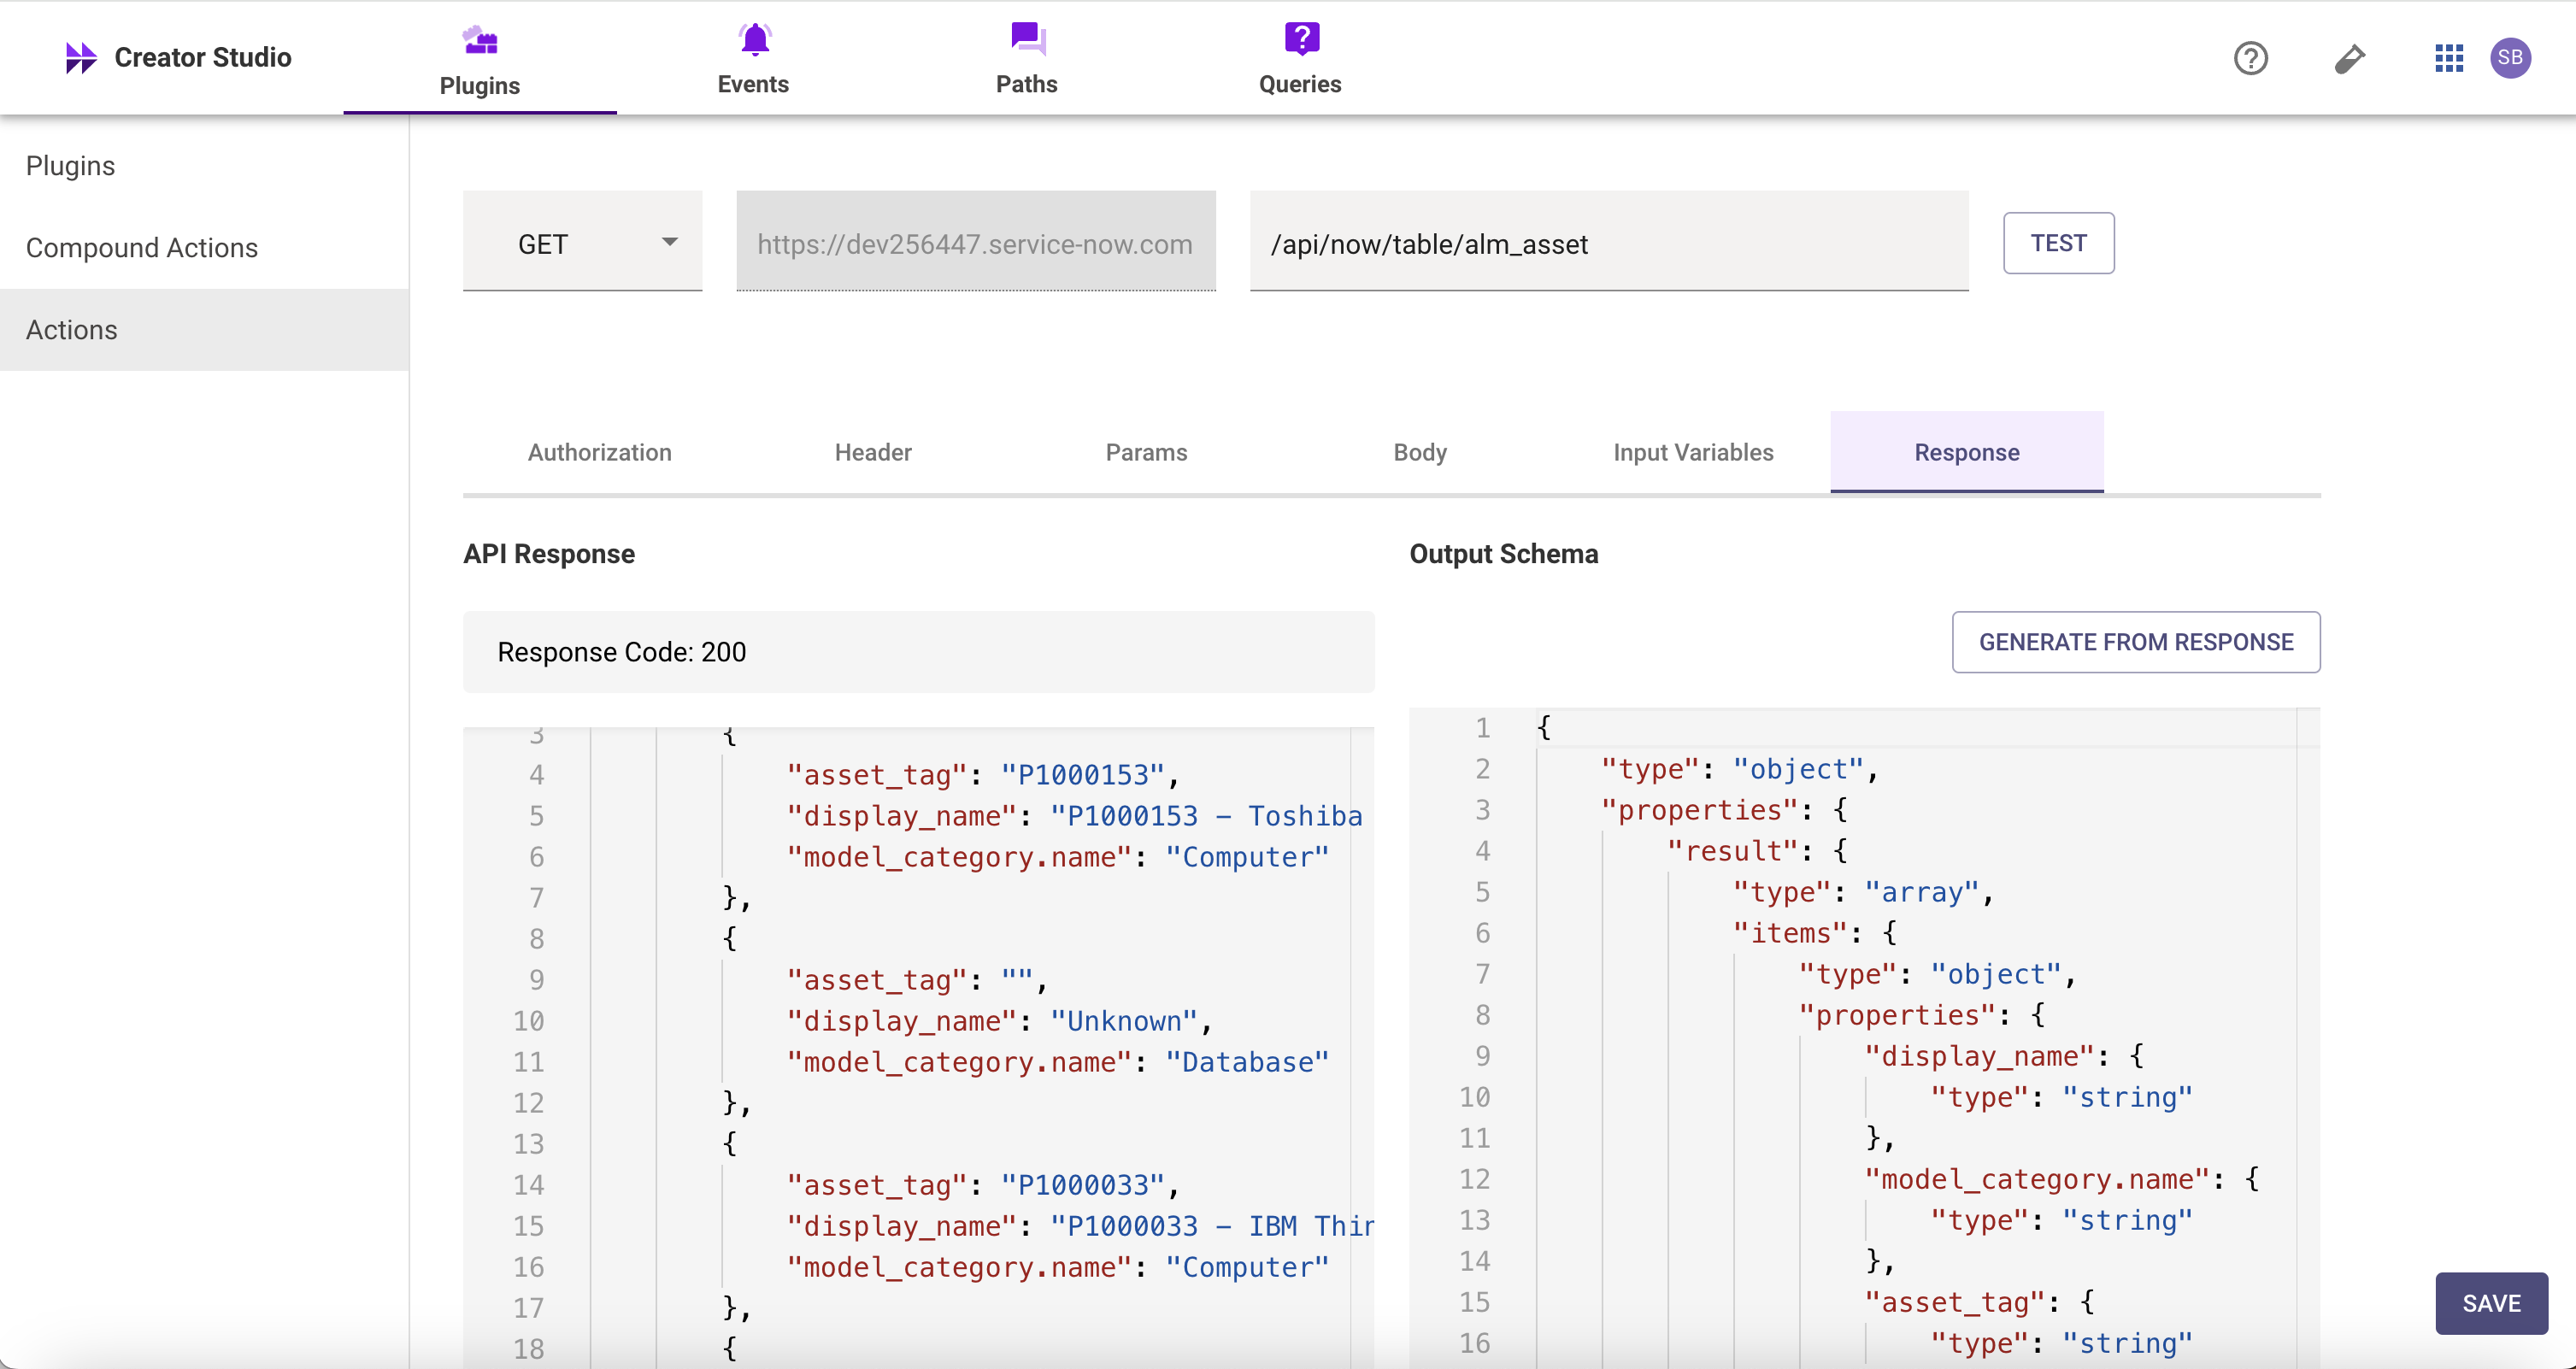 Creator Studio
Plugins
Events
Paths
Queries
SB
Plugins
Compound Actions
Actions
GET
https://dev256447.service-now.com
/api/now/table/alm_asset
TEST
Authorization
Header
Params
Body
Input Variables
Response
API Response
Response Code: 200
3 {
4 "asset_tag": "P1000153",
5 "display_name": "P1000153 – Toshiba
6 "model_category.name": "Computer"
7 },
8 {
9 "asset_tag": "",
10 "display_name": "Unknown",
11 "model_category.name": "Database"
12 },
13 {
14 "asset_tag": "P1000033",
15 "display_name": "P1000033 – IBM
16 "model_category.name": "Computer"
17 },
18 {
Output Schema
GENERATE FROM RESPONSE
1 {
2 "type": "object",
3 "properties": {
4 "result": {
5 "type": "array",
6 "items": {
7 "type": "object",
8 "properties": {
9 "display_name": {
10 "type": "string"
11 },
12 "model_category.name": {
13 "type": "string"
14 },
15 "asset_tag": {
16 "type": "string"
SAVE